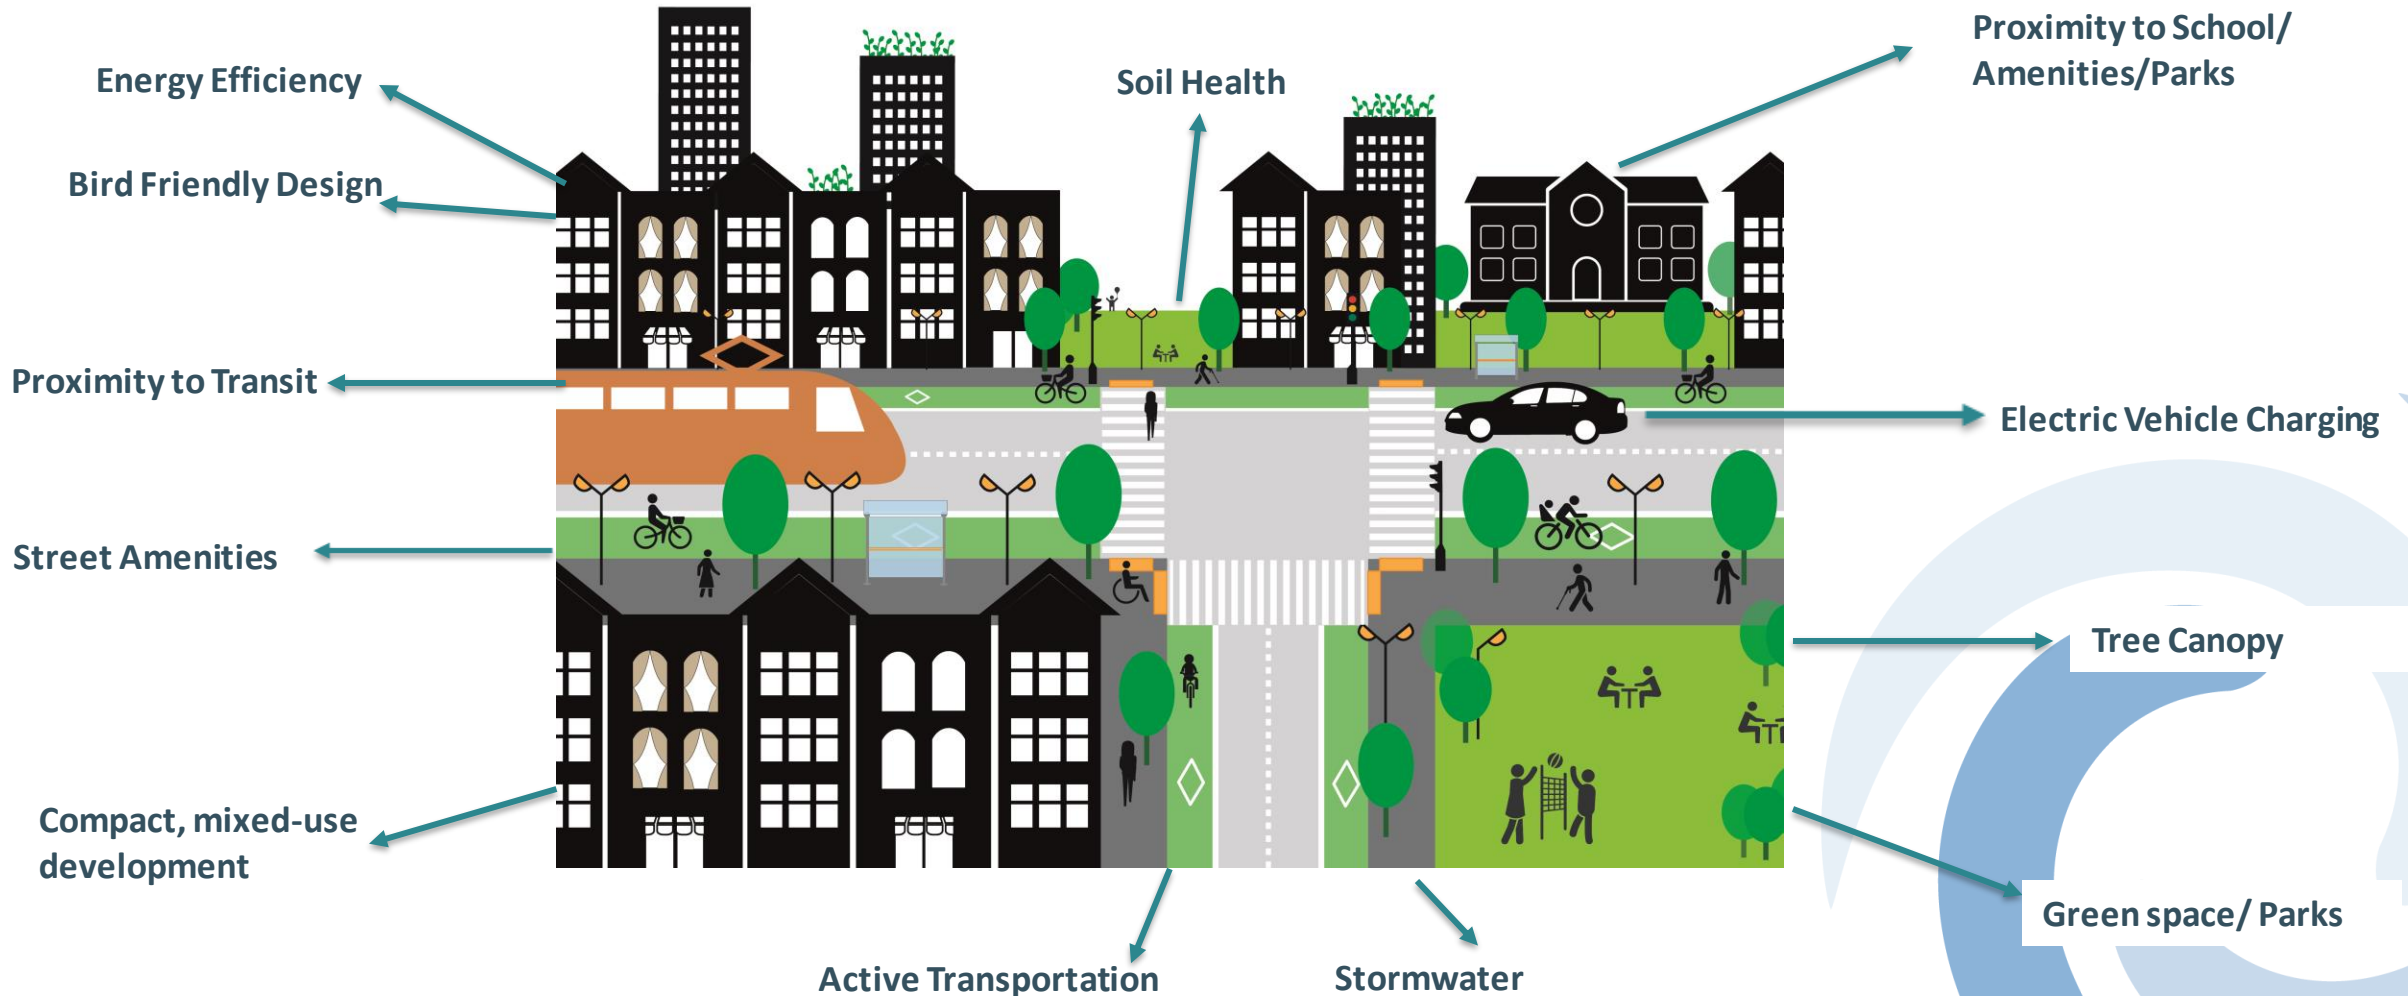 Proximity to School/
Amenities/Parks
Energy Efficiency
Soil Health
Bird Friendly Design
Proximity to Transit
Electric Vehicle Charging
Street Amenities
Tree Canopy
Compact, mixed-use
development
Green space/ Parks
Active Transportation
Stormwater